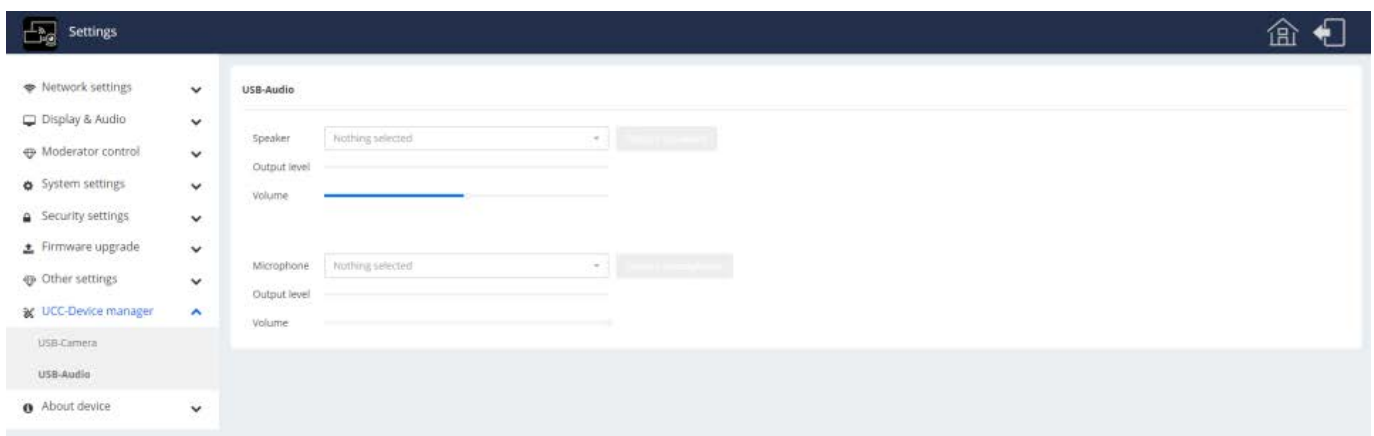 Settings
Network settings
Display & Audio
Moderator control
System settings
Security settings
Firmware upgrade
Other settings
UCC-Device manager
USB-Camera
USB-Audio
About device
USB-Audio
Speaker Nothing selected
Output level
Volume
Microphone Nothing selected
Output level
Volume